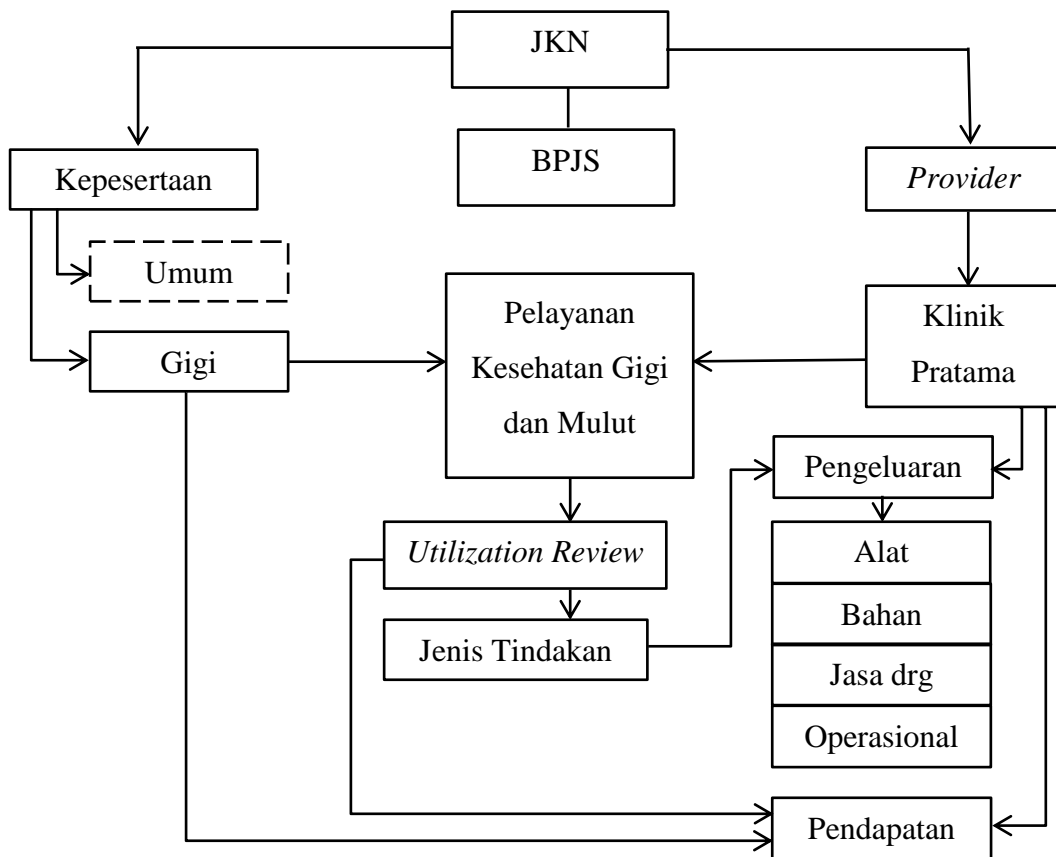 JKN
BPJS
Kepesertaan
Provider
Umum
Gigi
Pelayanan
Kesehatan Gigi
dan Mulut
Klinik
Pratama
Pengeluaran
Utilization Review
Alat
Bahan
Jenis Tindakan
Jasa drg
Operasional
Pendapatan